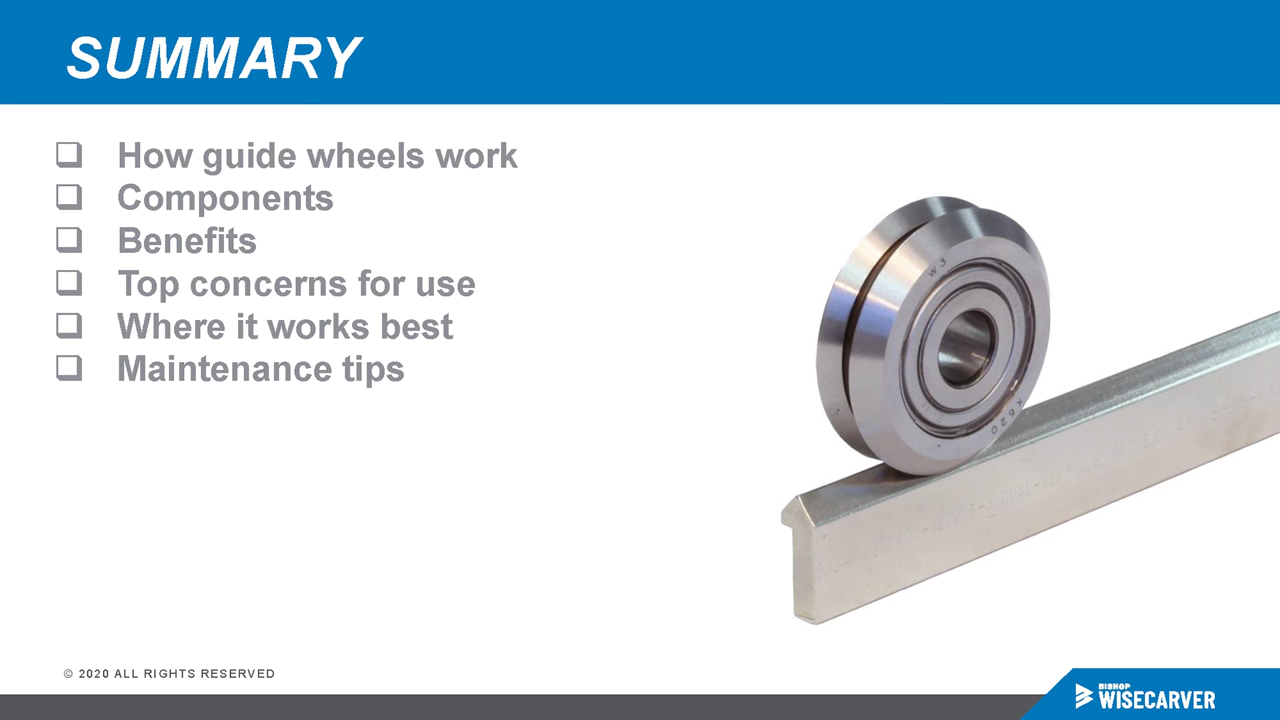 SUMMARY
❑ How guide wheels work
❑ Components
❑ Benefits
❑ Top concerns for use
❑ Where it works best
❑ Maintenance tips
W3
X620
© 2020 ALL RIGHTS RESERVED
BISHOP
WISECARVER